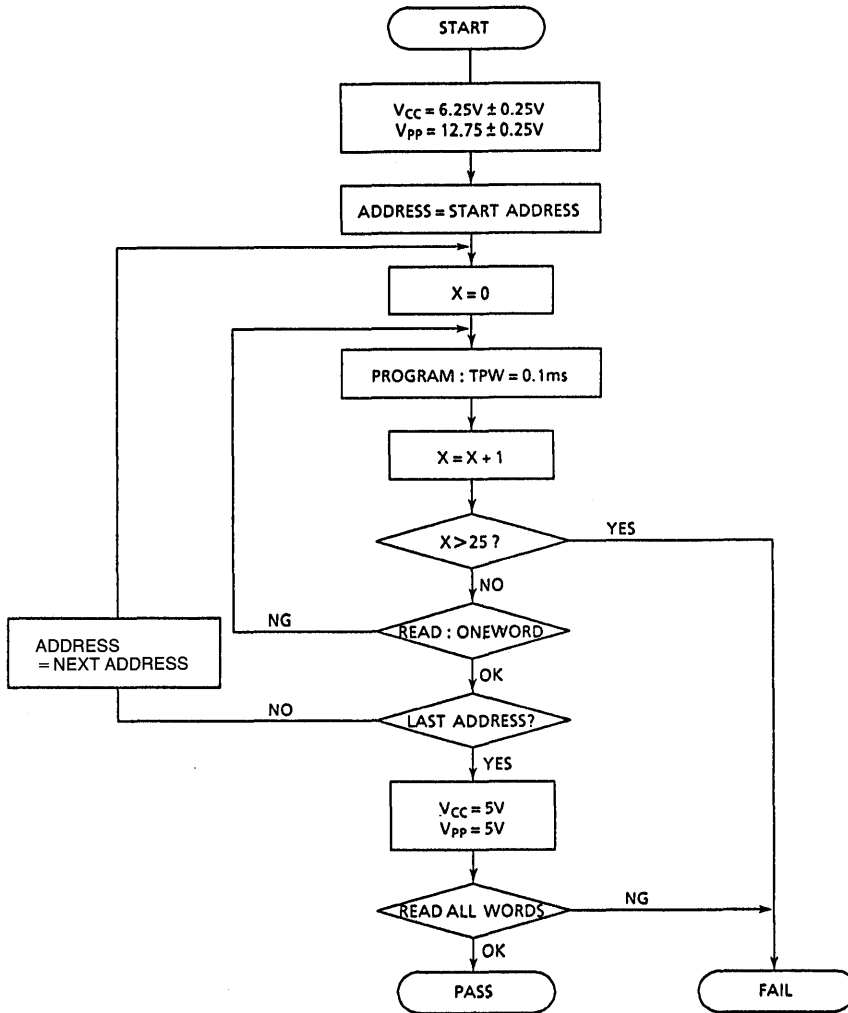 START
VCC = 6.25V ± 0.25V
VPP = 12.75 ± 0.25V
ADDRESS = START ADDRESS
X = 0
PROGRAM : TPW = 0.1ms
X = X + 1
X > 25 ?
YES
NO
READ : ONEWORD
NG
OK
ADDRESS
= NEXT ADDRESS
LAST ADDRESS?
NO
YES
VCC = 5V
VPP = 5V
READ ALL WORDS
NG
OK
PASS
FAIL